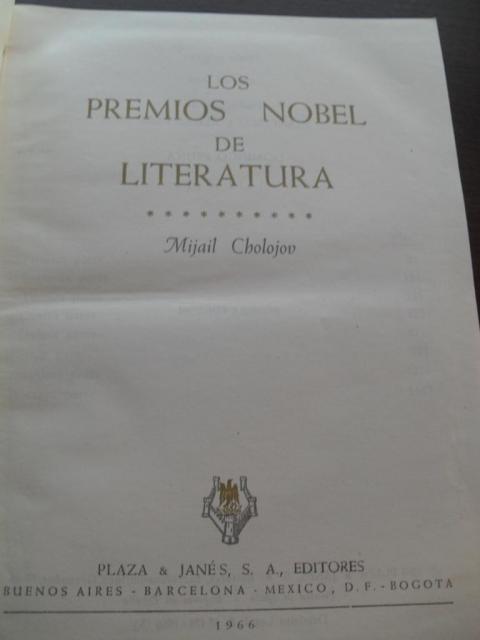 LOS
PREMIOS NOBEL
DE
LITERATURA
* * * * * * * * * *
Mijail Cholojov
PLAZA & JANÉS, S. A., EDITORES
BUENOS AIRES - BARCELONA - MEXICO, D. F. - BOGOTA
1966